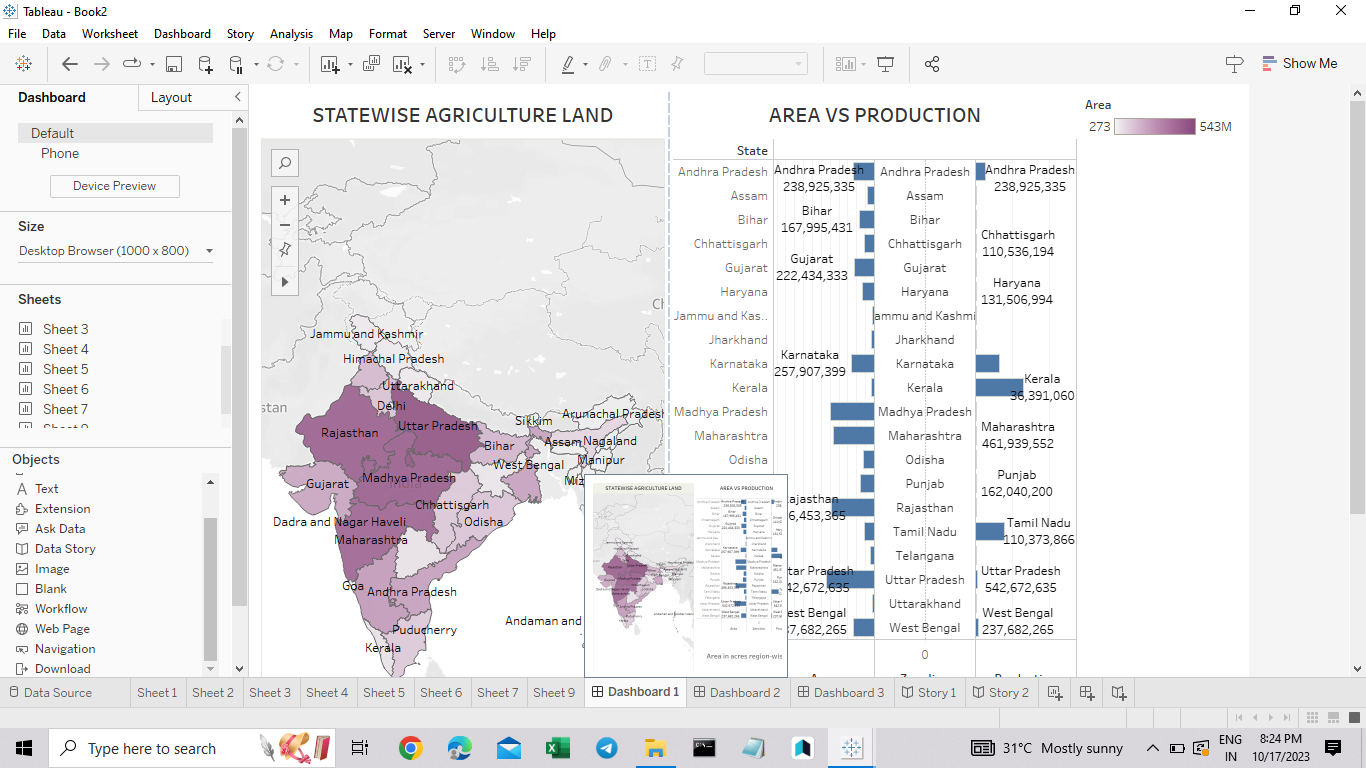 Tableau - Book2
File Data Worksheet Dashboard Story Analysis Map Format Server Window Help
Show Me
Dashboard Layout
Default
Phone
Device Preview
Size
Desktop Browser (1000 x 800)
Sheets
Sheet 3
Sheet 4
Sheet 5
Sheet 6
Sheet 7
Objects
Text
Extension
Ask Data
Data Story
Image
Blank
Workflow
Web Page
Navigation
Download
STATEWISE AGRICULTURE LAND
Jammu and Kashmir
Himachal Pradesh
Uttarakhand
Delhi
Arunachal Pradesh
Sikkim
Rajasthan
Uttar Pradesh
Bihar
Assam
Nagaland
West Bengal
Manipur
Gujarat
Madhya Pradesh
Chhattisgarh
Dadra and Nagar Haveli
Odisha
Maharashtra
Goa
Andhra Pradesh
Andaman and
Puducherry
Kerala
AREA VS PRODUCTION
State
Andhra Pradesh Andhra Pradesh Andhra Pradesh Andhra Pradesh
238,925,335 238,925,335
Assam Assam
Bihar Bihar Bihar
167,995,431
Chhattisgarh Chhattisgarh Chhattisgarh
110,536,194
Gujarat Gujarat Gujarat
222,434,333
Haryana Haryana Haryana
131,506,994
Jammu and Kas.. ammu and Kashmi
Jharkhand Jharkhand
Karnataka Karnataka Karnataka
257,907,399
Kerala Kerala Kerala
36,391,060
Madhya Pradesh Madhya Pradesh
Maharashtra Maharashtra Maharashtra
461,939,552
Odisha Odisha
Punjab Punjab Punjab
162,040,200
ajasthan Rajasthan
6,453,365
Tamil Nadu Tamil Nadu
110,373,866
Telangana
ttar Pradesh Uttar Pradesh Uttar Pradesh
42,672,635 542,672,635
Uttarakhand
est Bengal West Bengal West Bengal
7,682,265 237,682,265
0
Area
273 543M
STATEWISE AGRICULTURE LAND AREA VS PRODUCTION
Area in acres region-wis
Data Source Sheet 1 Sheet 2 Sheet 3 Sheet 4 Sheet 5 Sheet 6 Sheet 7 Sheet 9 Dashboard 1 Dashboard 2 Dashboard 3 Story 1 Story 2
Type here to search
31°C Mostly sunny
ENG
IN
8:24 PM
10/17/2023